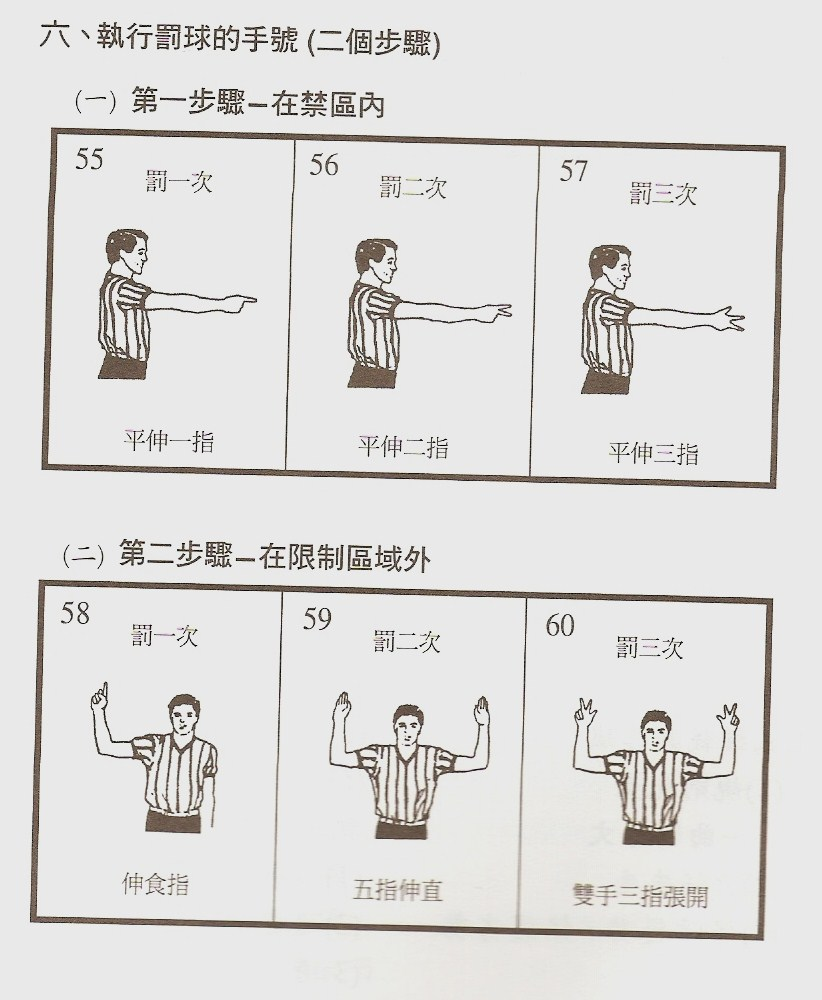 六、執行罰球的手號 (二個步驟)
(一) 第一步驟－在禁區內
55 罰一次
平伸一指
56 罰二次
平伸二指
57 罰三次
平伸三指
(二) 第二步驟－在限制區域外
58 罰一次
伸食指
59 罰二次
五指伸直
60 罰三次
雙手三指張開